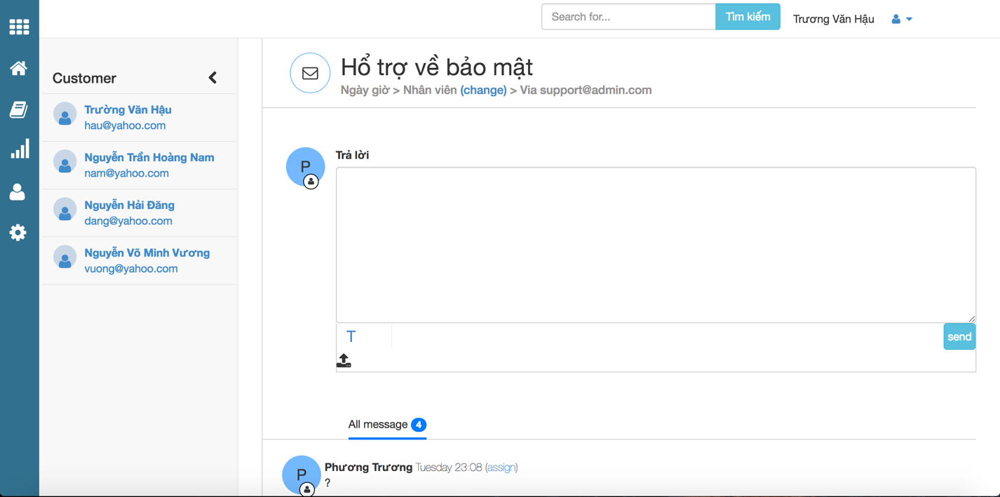 Search for...
Tìm kiếm
Trương Văn Hậu
Customer
Trường Văn Hậu
hau@yahoo.com
Nguyễn Trần Hoàng Nam
nam@yahoo.com
Nguyễn Hải Đăng
dang@yahoo.com
Nguyễn Võ Minh Vương
vuong@yahoo.com
Hổ trợ về bảo mật
Ngày giờ > Nhân viên (change) > Via support@admin.com
P
Trả lời
T
send
All message 4
P
Phương Trương Tuesday 23:08 (assign)
?